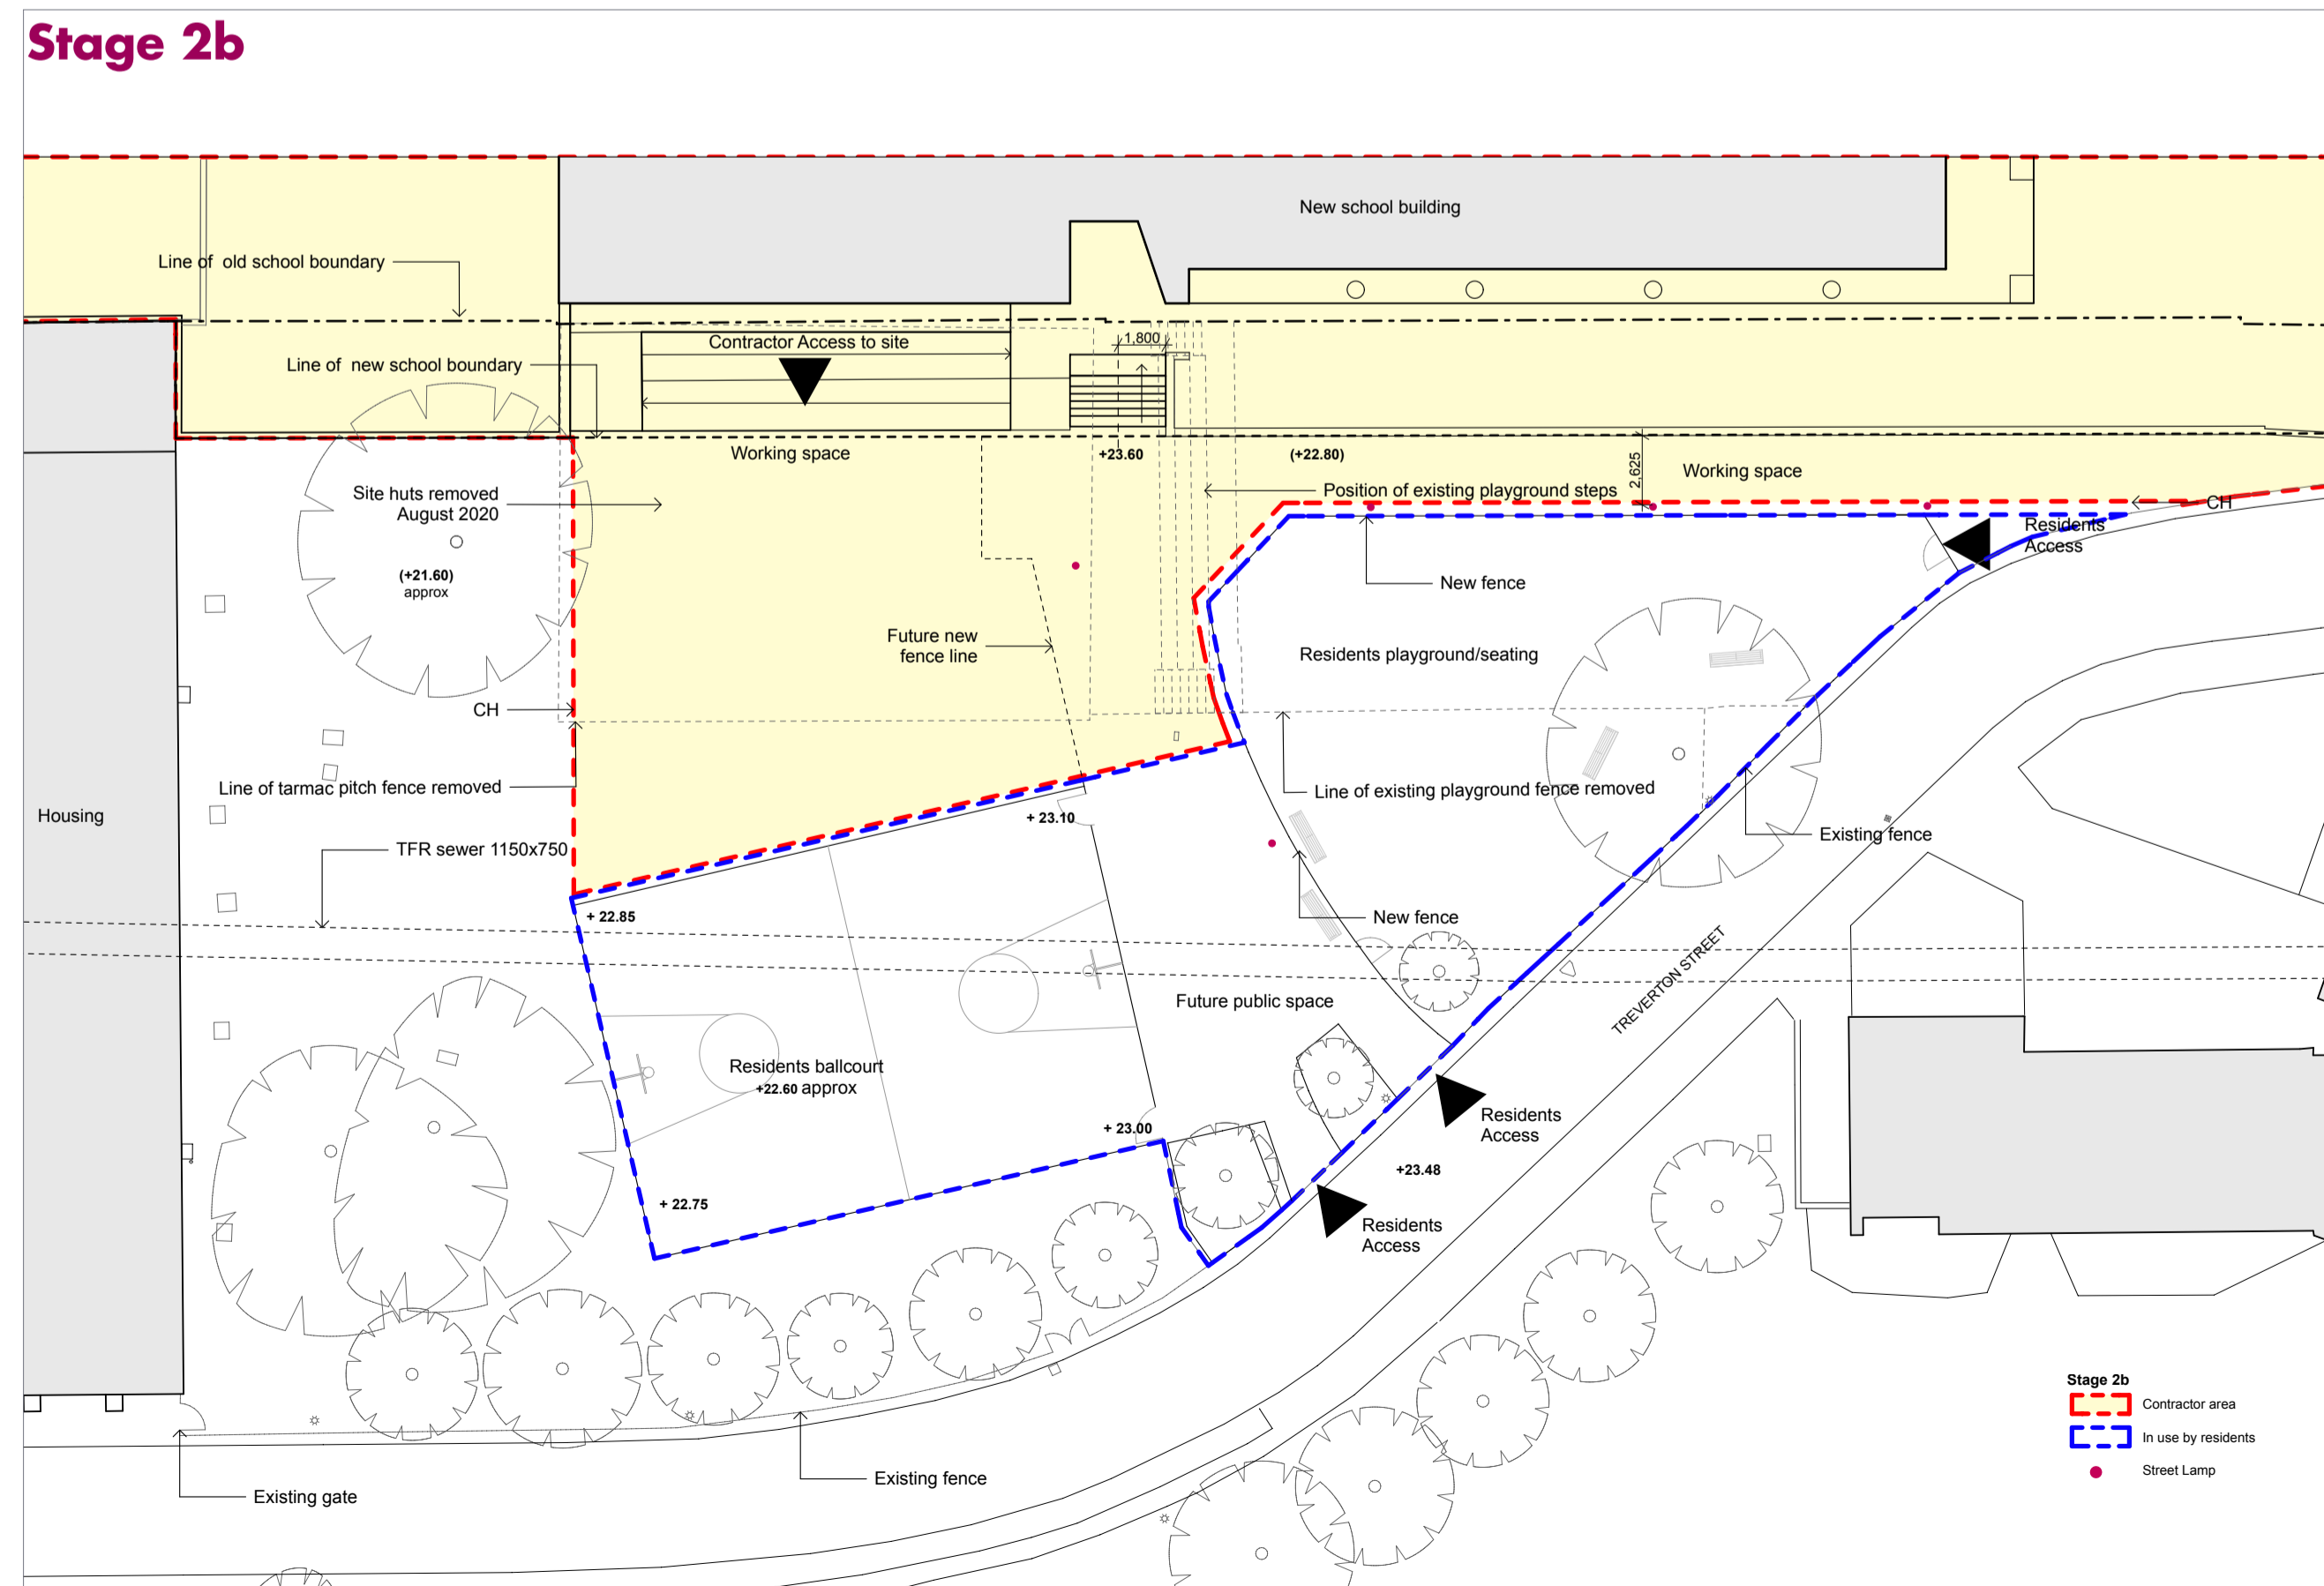 Stage 2b
New school building
Line of old school boundary
Contractor Access to site
1,800
Line of new school boundary
Working space
+23.60
(+22.80)
2,625
Working space
Site huts removed
August 2020
Position of existing playground steps
CH
Residents
Access
(+21.60)
approx
New fence
Future new
fence line
Residents playground/seating
CH
Line of tarmac pitch fence removed
Line of existing playground fence removed
Housing
+ 23.10
Existing fence
TFR sewer 1150x750
+ 22.85
New fence
TREVERTON STREET
Future public space
Residents ballcourt
+22.60 approx
+ 23.00
Residents
Access
+23.48
+ 22.75
Residents
Access
Stage 2b
Contractor area
In use by residents
Street Lamp
Existing fence
Existing gate